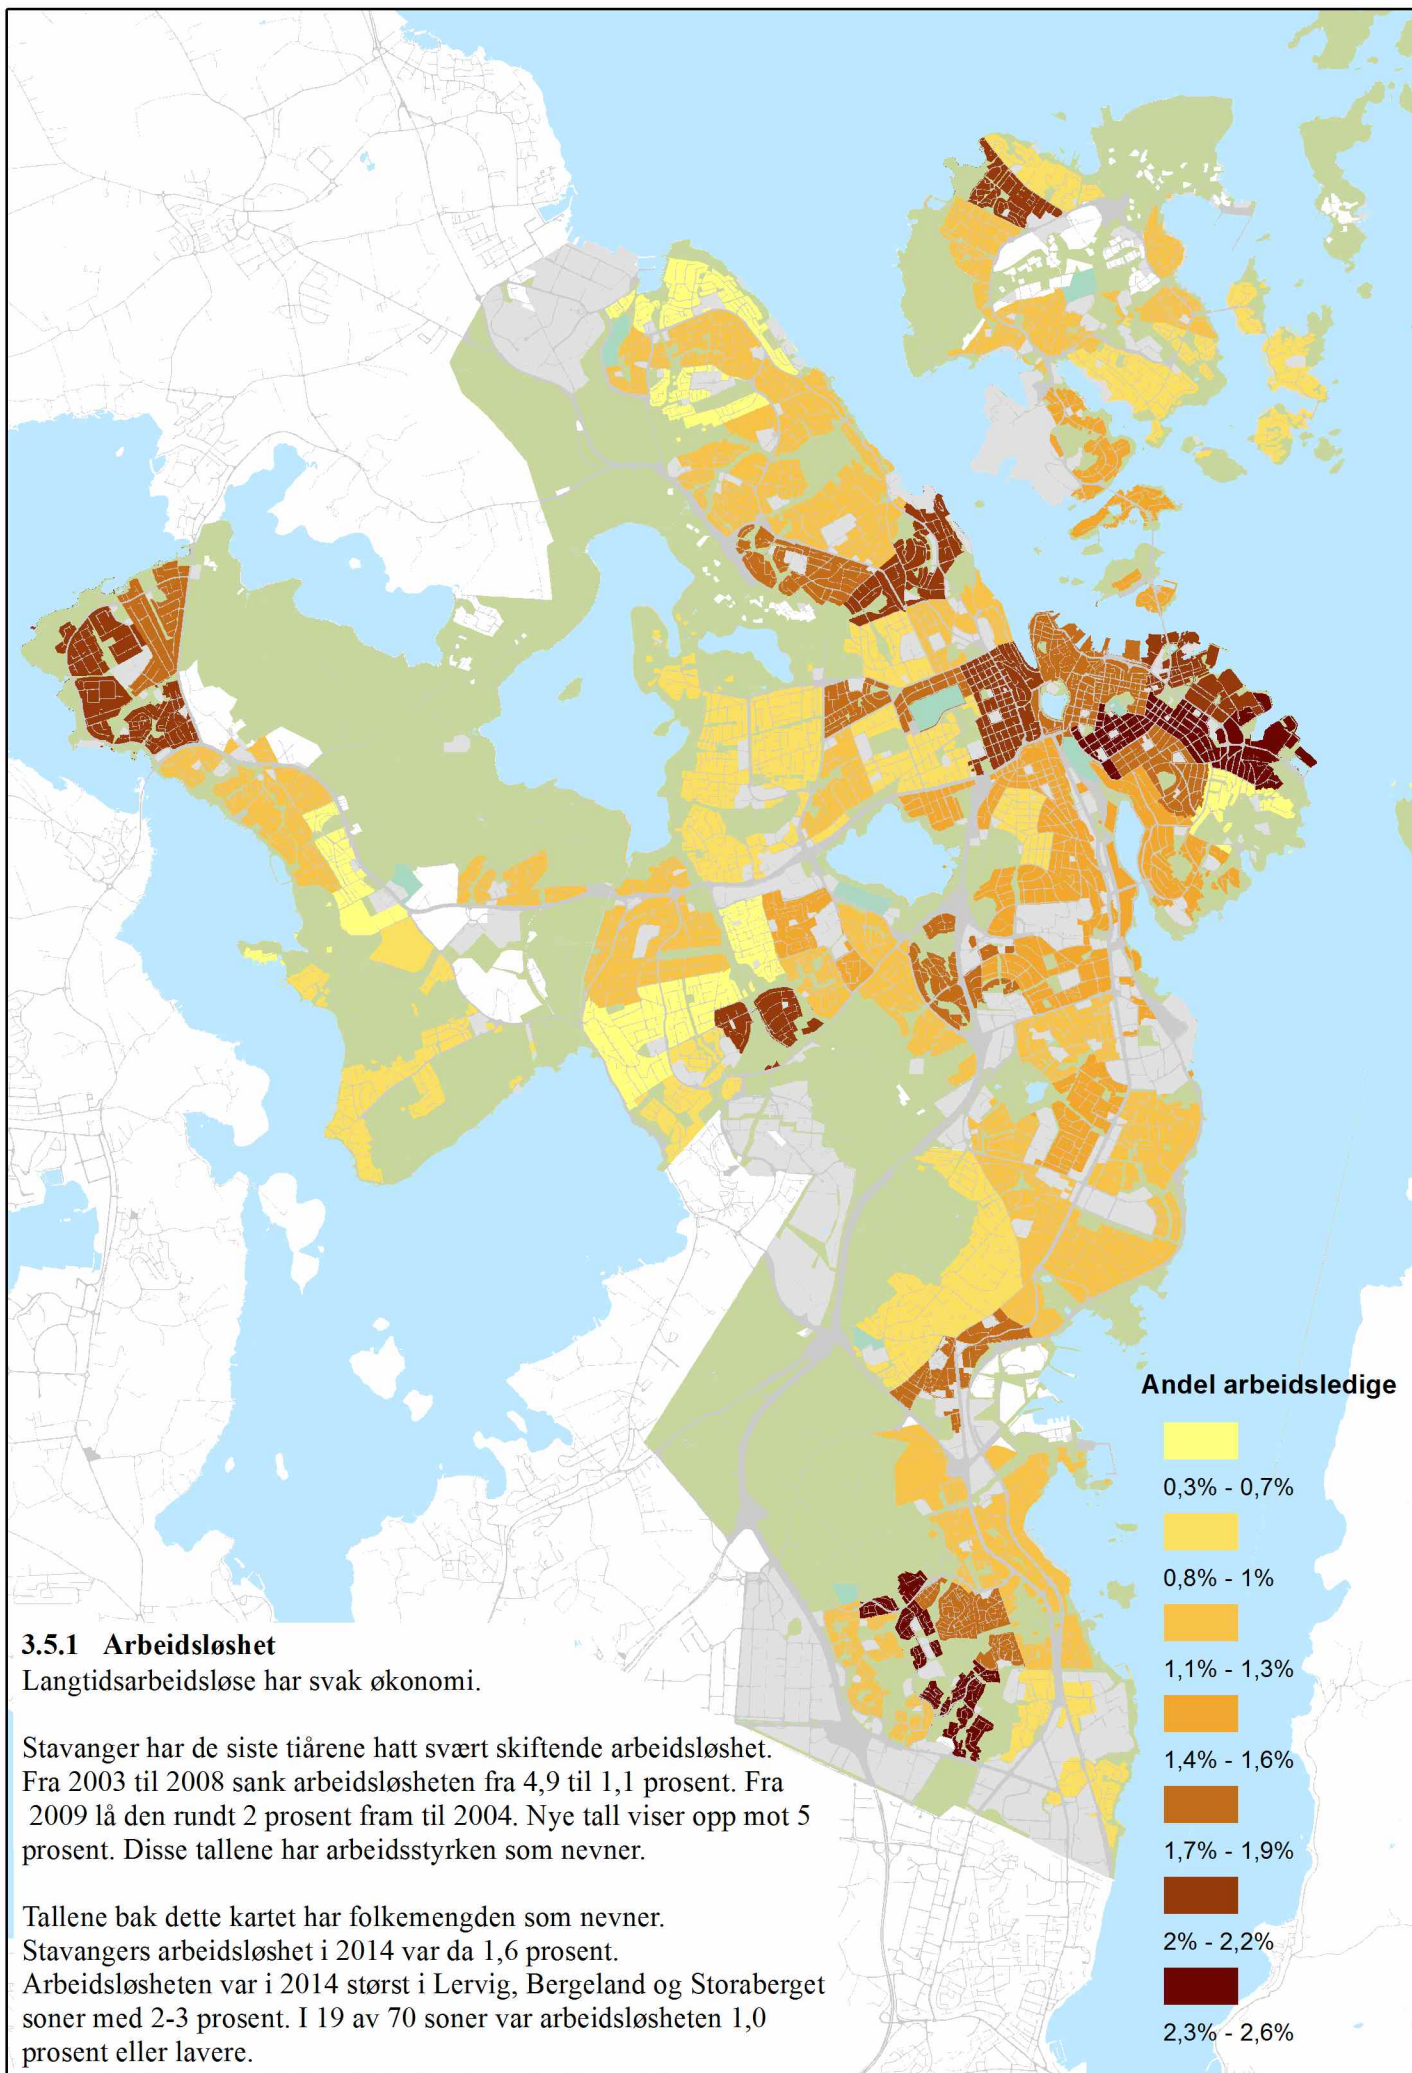 Andel arbeidsledige
0,3% - 0,7%
0,8% - 1%
1,1% - 1,3%
1,4% - 1,6%
1,7% - 1,9%
2% - 2,2%
2,3% - 2,6%
3.5.1 Arbeidsløshet
Langtidsarbeidsløse har svak økonomi.
Stavanger har de siste tiårene hatt svært skiftende arbeidsløshet.
Fra 2003 til 2008 sank arbeidsløsheten fra 4,9 til 1,1 prosent. Fra
2009 lå den rundt 2 prosent fram til 2004. Nye tall viser opp mot 5
prosent. Disse tallene har arbeidsstyrken som nevner.
Tallene bak dette kartet har folkemengden som nevner.
Stavangers arbeidsløshet i 2014 var da 1,6 prosent.
Arbeidsløsheten var i 2014 størst i Lervig, Bergeland og Storaberget
soner med 2-3 prosent. I 19 av 70 soner var arbeidsløsheten 1,0
prosent eller lavere.